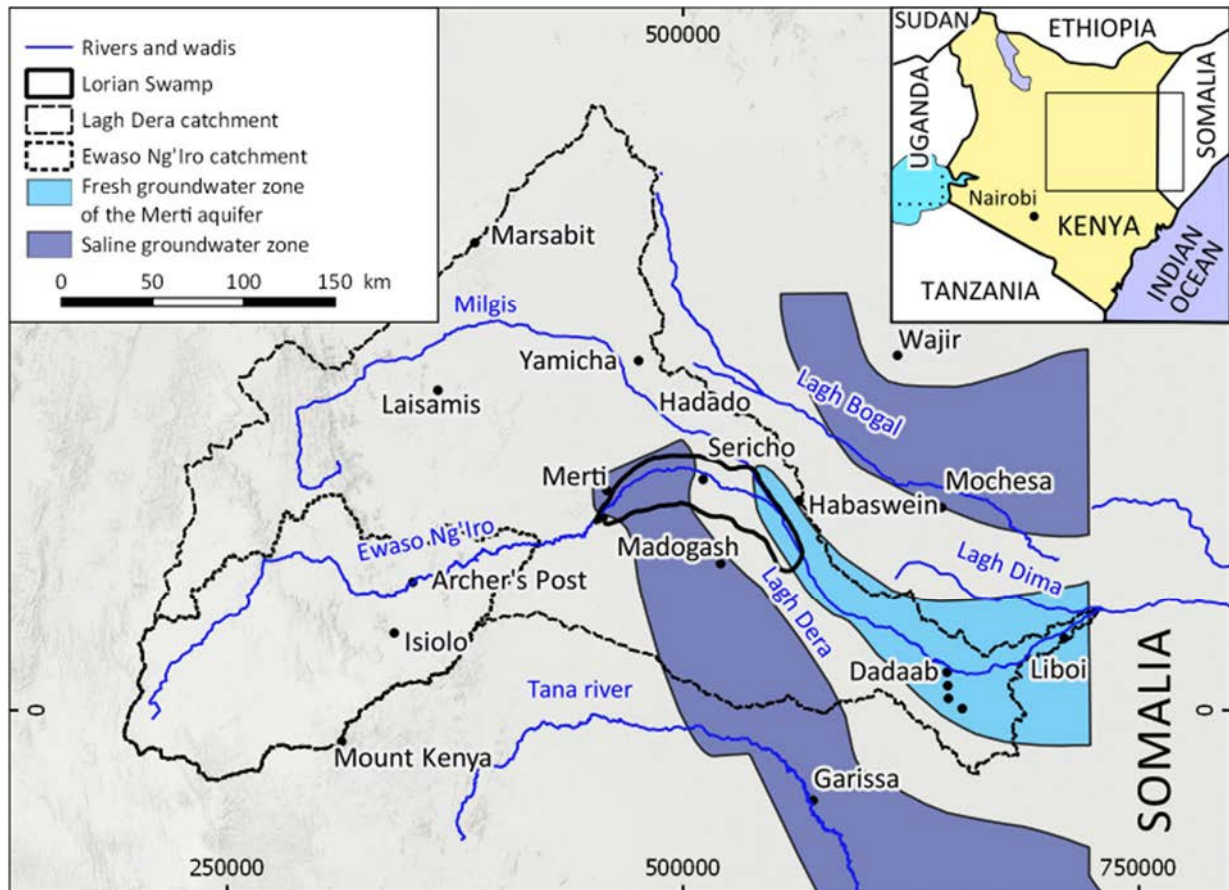 Rivers and wadis
Lorian Swamp
Lagh Dera catchment
Ewaso Ng'Iro catchment
Fresh groundwater zone
of the Merti aquifer
Saline groundwater zone
0 50 100 150 km
500000
SUDAN
ETHIOPIA
UGANDA
SOMALIA
Nairobi
KENYA
TANZANIA
INDIAN
OCEAN
Marsabit
Milgis
Yamicha
Laisamis
Wajir
Hadado
Lagh Bogal
Sericho
Merti
Habaswein
Mochesa
Ewaso Ng'Iro
Madogash
Archer's Post
Lagh Dima
Lagh Dera
Isiolo
Dadaab
Liboi
Tana river
0
0
Mount Kenya
Garissa
SOMALIA
250000
500000
750000